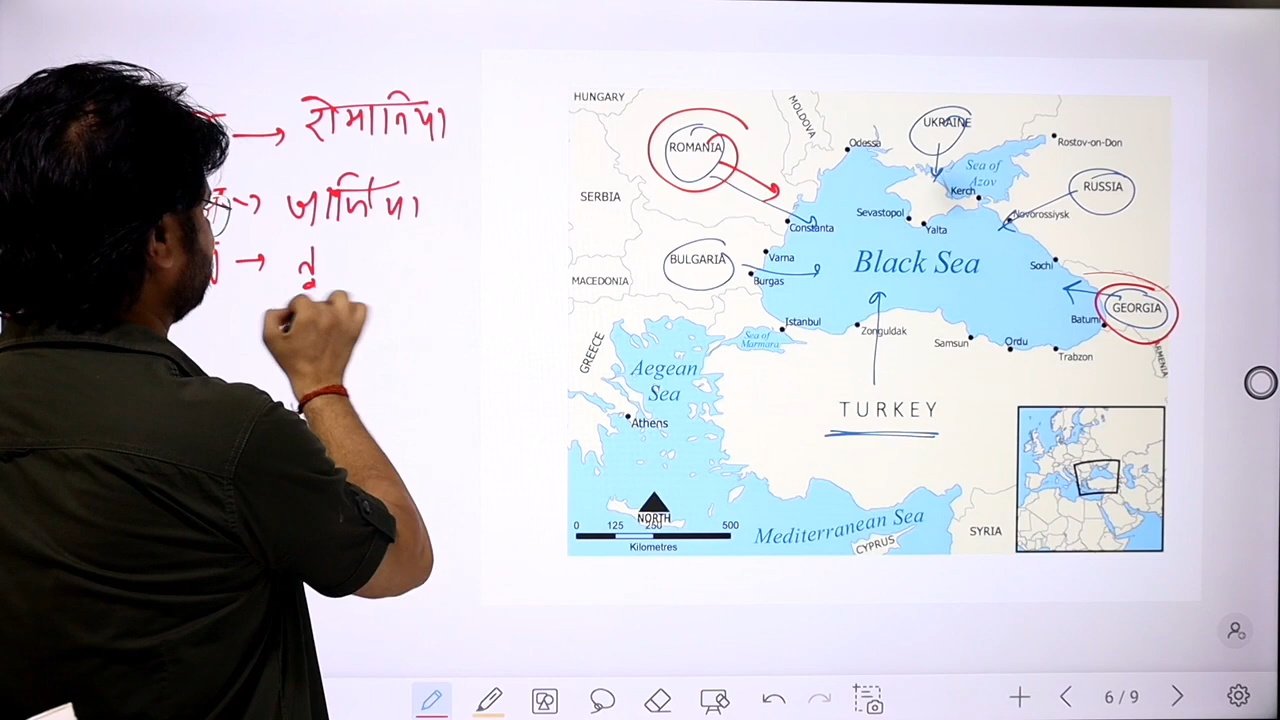 → रोमानिया
→ जॉर्जिया
→ तु
HUNGARY
MOLDOVA
UKRAINE
ROMANIA
Odessa
Rostov-on-Don
Sea of
Azov
SERBIA
Kerch
RUSSIA
Sevastopol
Yalta
Novorossiysk
Constanta
BULGARIA
Varna
Black Sea
Sochi
MACEDONIA
Burgas
GEORGIA
Batumi
Istanbul
Zonguldak
Sea of
Marmara
Samsun
Ordu
Trabzon
ARMENIA
GREECE
Aegean
Sea
TURKEY
Athens
NORTH
0 125 250 500
Kilometres
Mediterranean Sea
CYPRUS
SYRIA
6/9